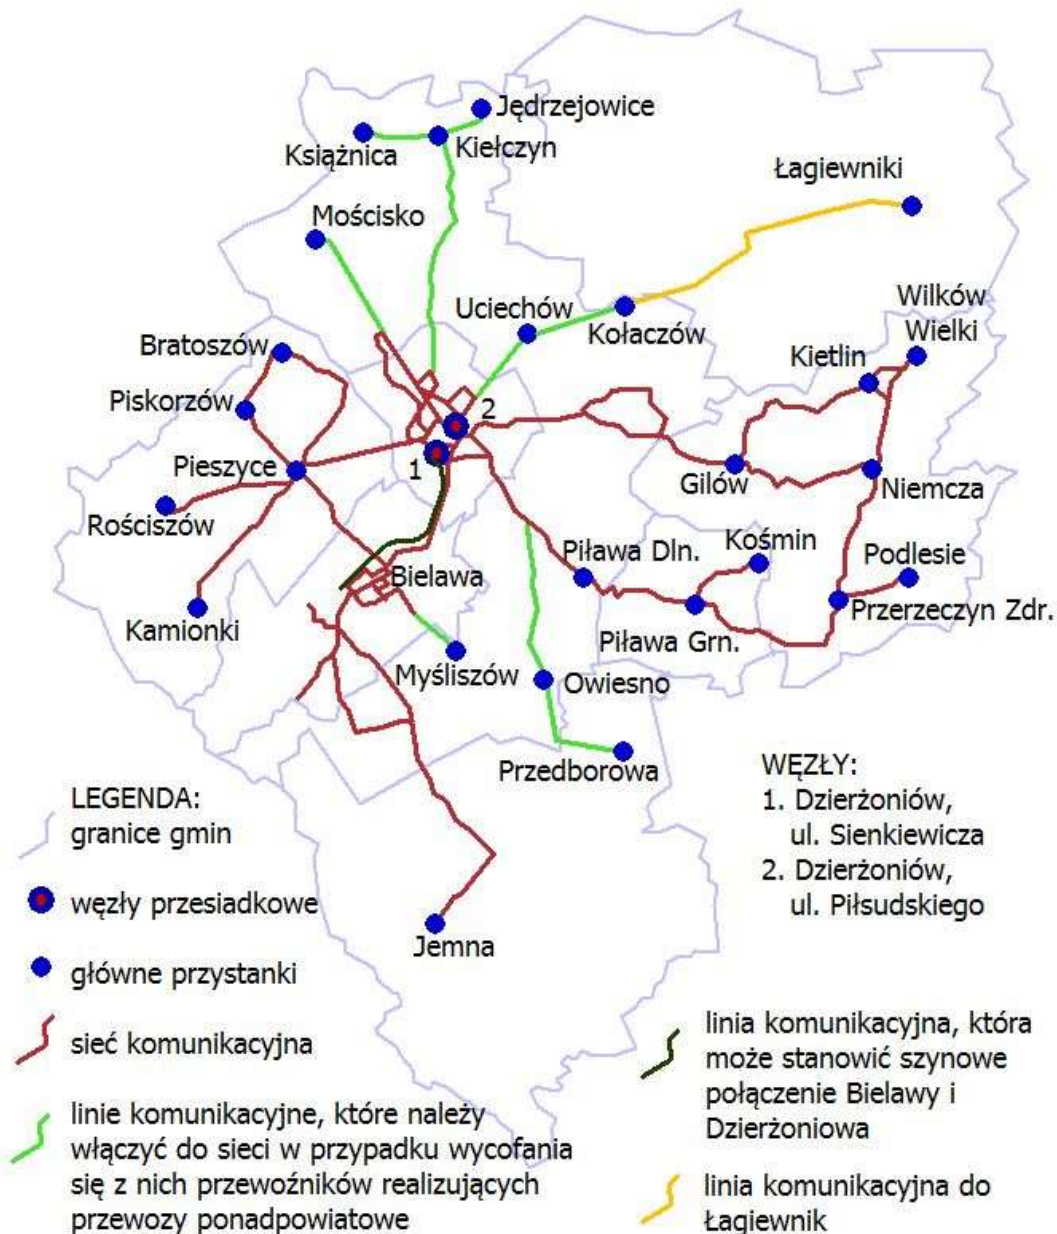 Jędrzejowice
Książnica
Kiełczyn
Łagiewniki
Mościsko
Uciechów
Kołaczów
Wilków
Wielki
Bratoszów
Kietlin
Piskorzów
2
Pieszyce
1
Gilów
Niemcza
Rościszów
Piława Dln.
Kośmin
Podlesie
Bielawa
Kamionki
Piława Grn.
Przerzeczyn Zdr.
Myśliszów
Owiesno
Przedborowa
Jemna
WĘZŁY:
1. Dzierżoniów,
ul. Sienkiewicza
2. Dzierżoniów,
ul. Piłsudskiego
LEGENDA:
granice gmin
węzły przesiadkowe
główne przystanki
sieć komunikacyjna
linie komunikacyjne, które należy
włączyć do sieci w przypadku wycofania
się z nich przewoźników realizujących
przewozy ponadpowiatowe
linia komunikacyjna, która
może stanowić szynowe
połączenie Bielawy i
Dzierżoniowa
linia komunikacyjna do
Łagiewnik